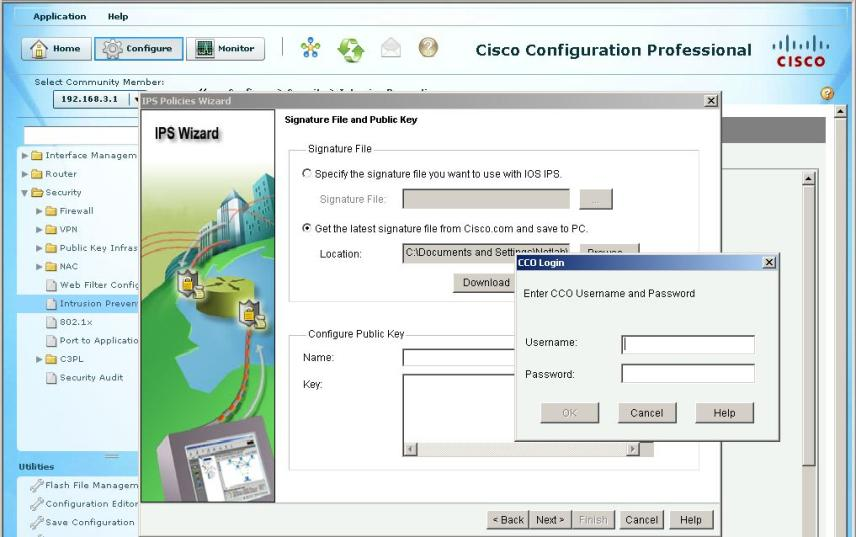 Application Help
Home Configure Monitor Cisco Configuration Professional
CISCO
Select Community Member:
192.168.3.1
IPS Policies Wizard
IPS Wizard
Signature File and Public Key
Signature File
Specify the signature file you want to use with IOS IPS.
Signature File: ...
Get the latest signature file from Cisco.com and save to PC.
Location: C:\Documents and Settings\Netlab\ Browse
Download
Configure Public Key
Name:
Key:
< Back Next > Finish Cancel Help
CCO Login
Enter CCO Username and Password
Username:
Password:
OK Cancel Help
Interface Managem
Router
Security
Firewall
VPN
Public Key Infras
NAC
Web Filter Config
Intrusion Preven
802.1x
Port to Applicatio
C3PL
Security Audit
Utilities
Flash File Managem
Configuration Editor
Save Configuration